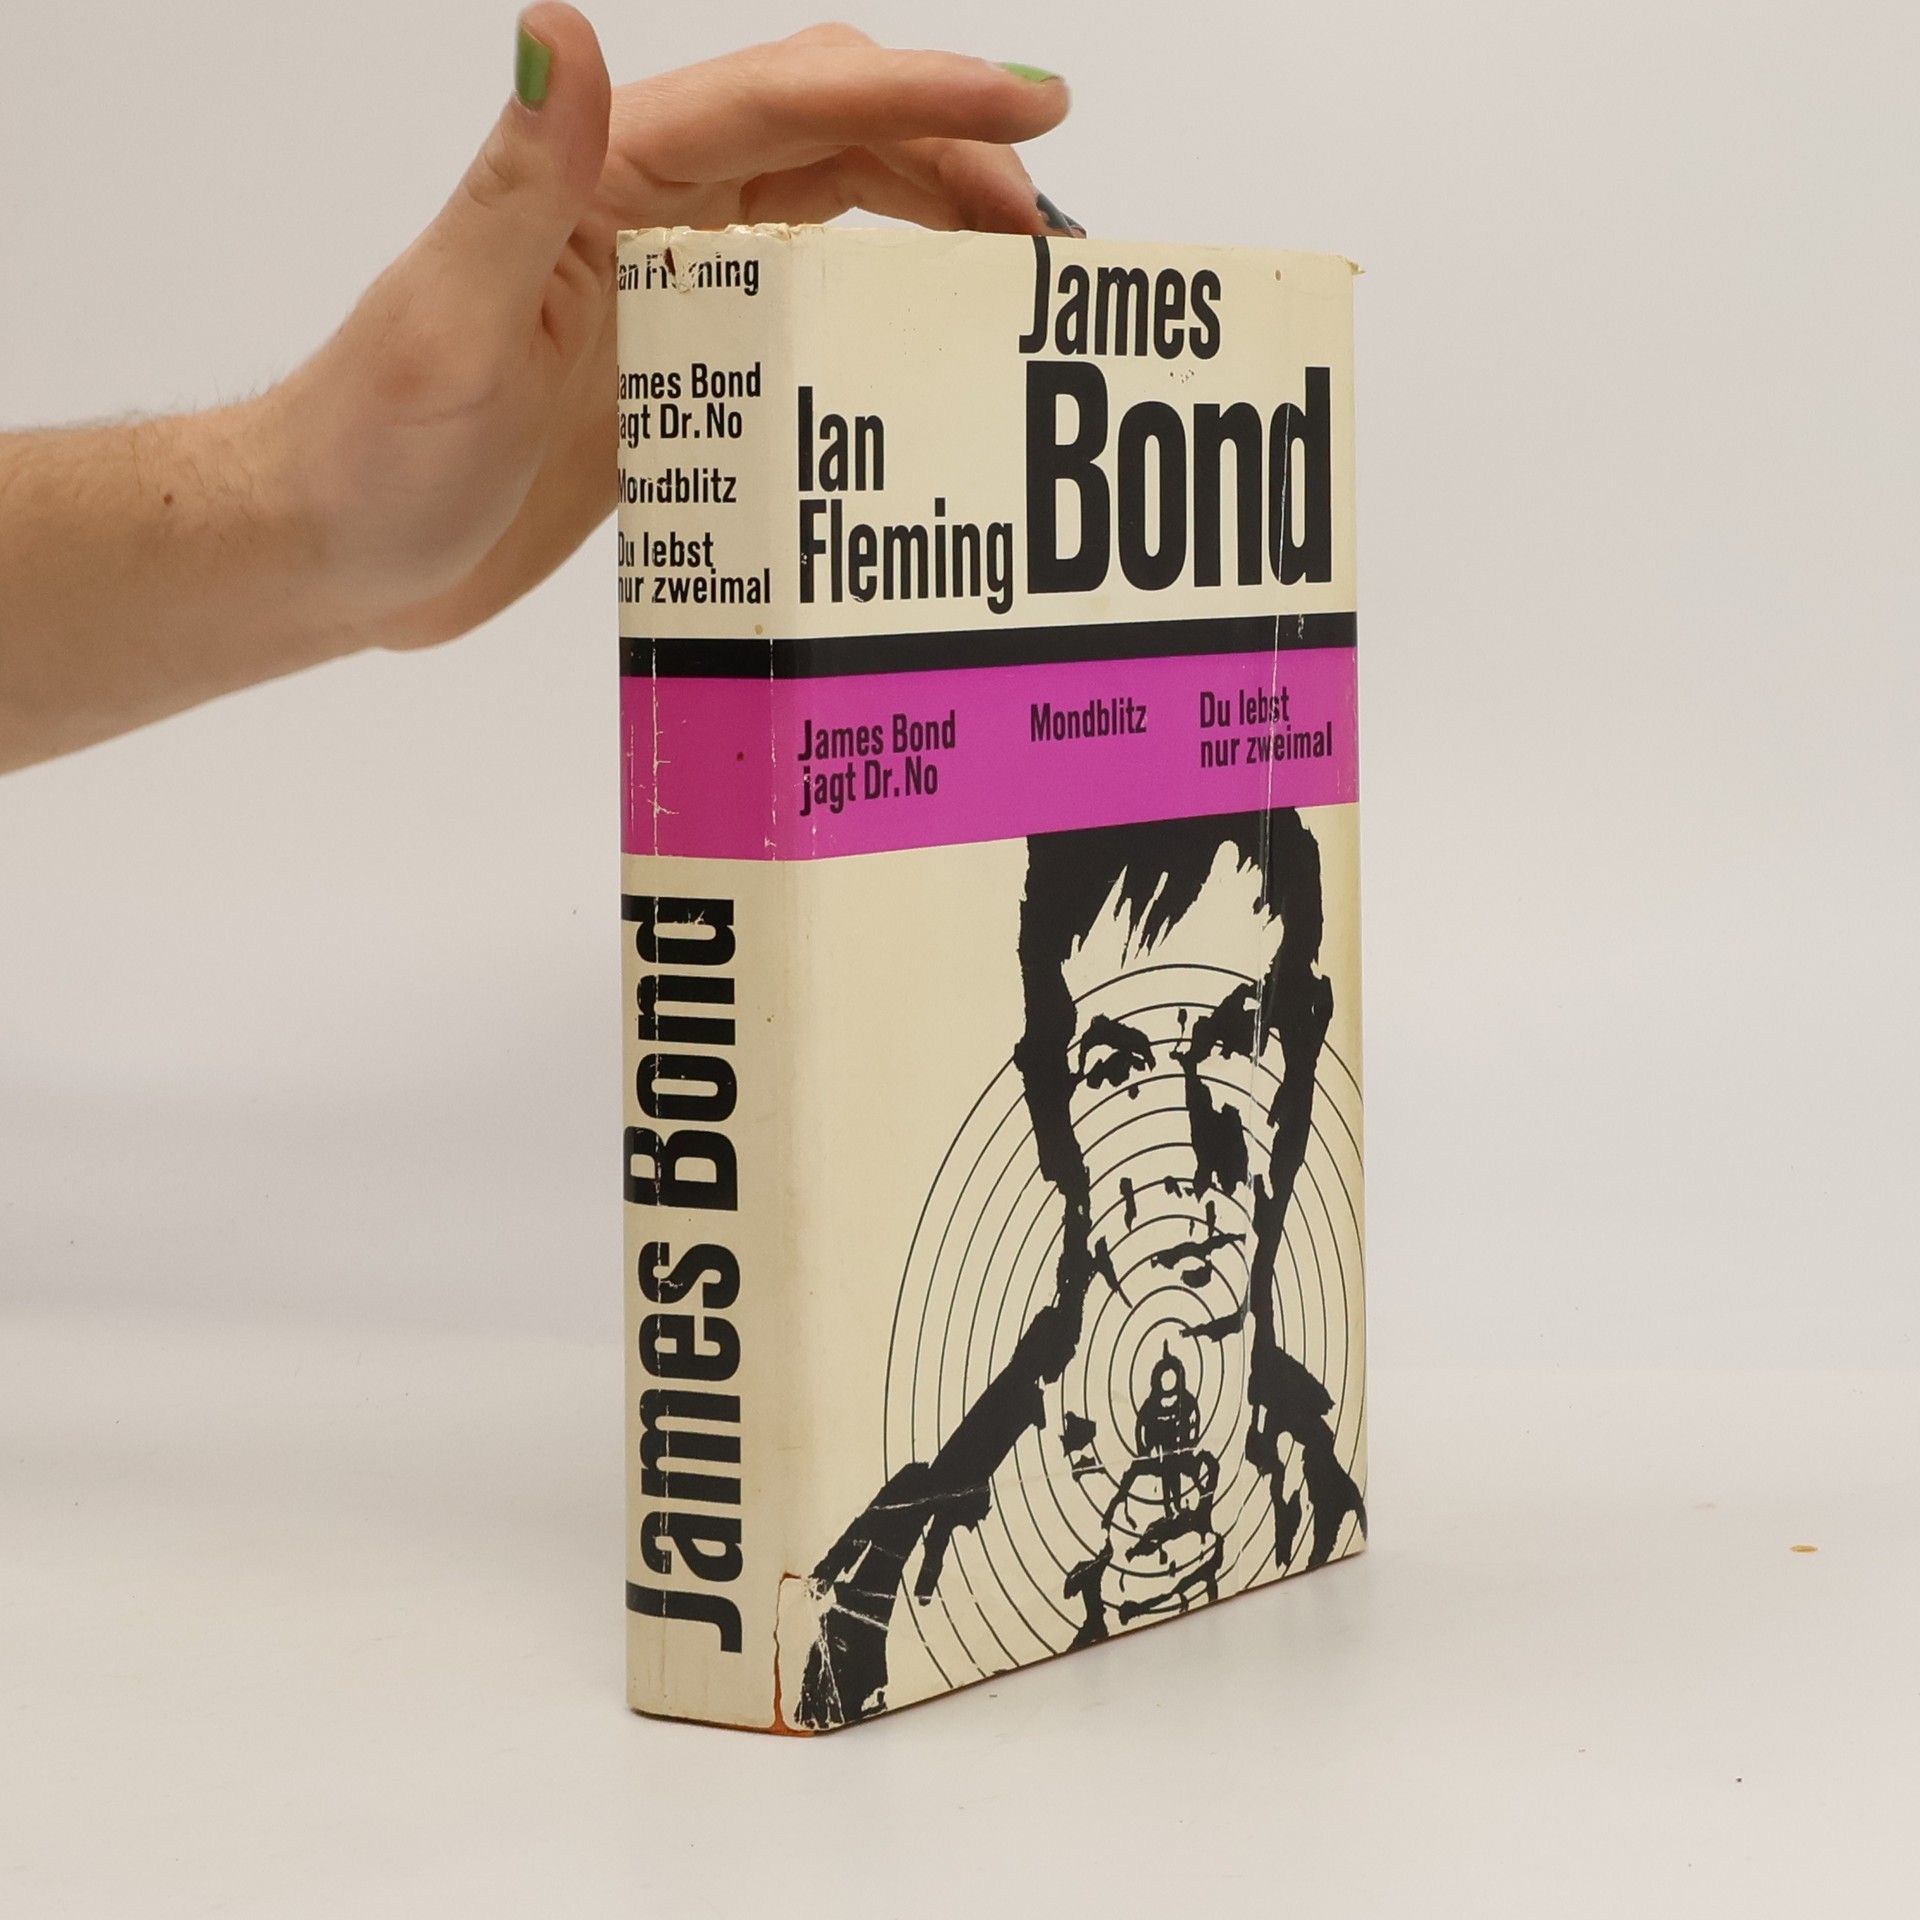 Ian Fleming
James Bond
jagt Dr. No
Mondblitz
Du lebst
nur zweimal
James Bond
James
Bond
Ian
Fleming
James Bond
jagt Dr. No
Mondblitz
Du lebst
nur zweimal